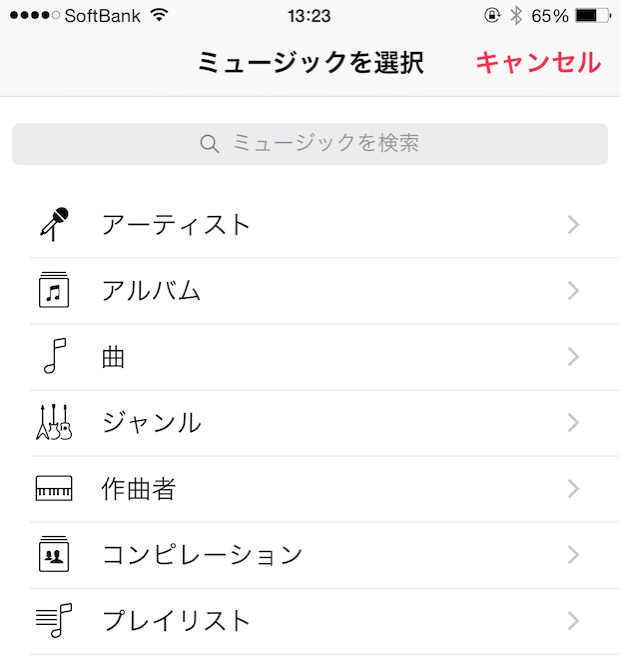 SoftBank 13:23 65%
ミュージックを選択 キャンセル
ミュージックを検索
アーティスト
アルバム
曲
ジャンル
作曲者
コンピレーション
プレイリスト